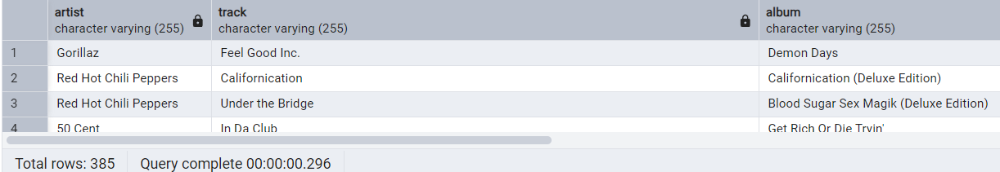 artist track album
character varying (255) character varying (255) character varying (255)
1 Gorillaz Feel Good Inc. Demon Days
2 Red Hot Chili Peppers Californication Californication (Deluxe Edition)
3 Red Hot Chili Peppers Under the Bridge Blood Sugar Sex Magik (Deluxe Edition)
4 50 Cent In Da Club Get Rich Or Die Tryin'
Total rows: 385 Query complete 00:00:00.296